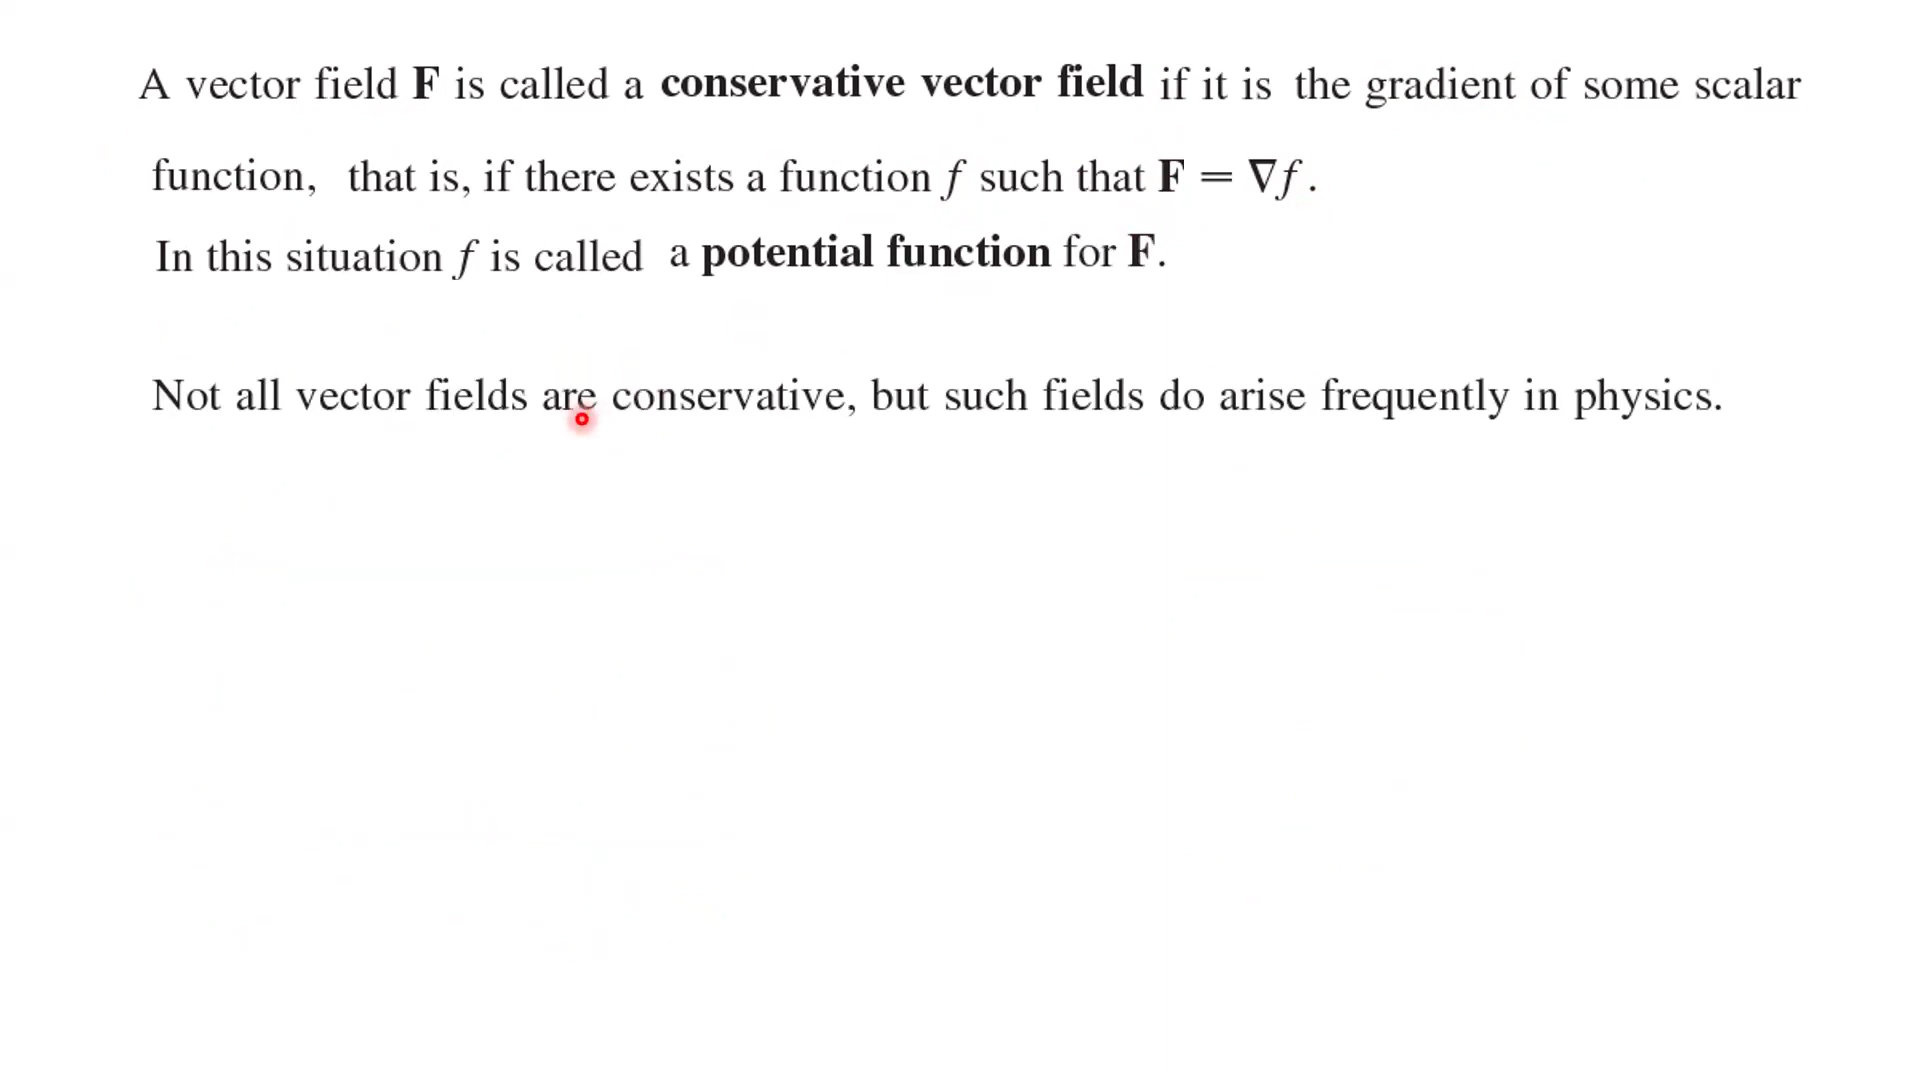 A vector field F is called a conservative vector field if it is the gradient of some scalar
function, that is, if there exists a function f such that F = ∇f.
In this situation f is called a potential function for F.
Not all vector fields are conservative, but such fields do arise frequently in physics.